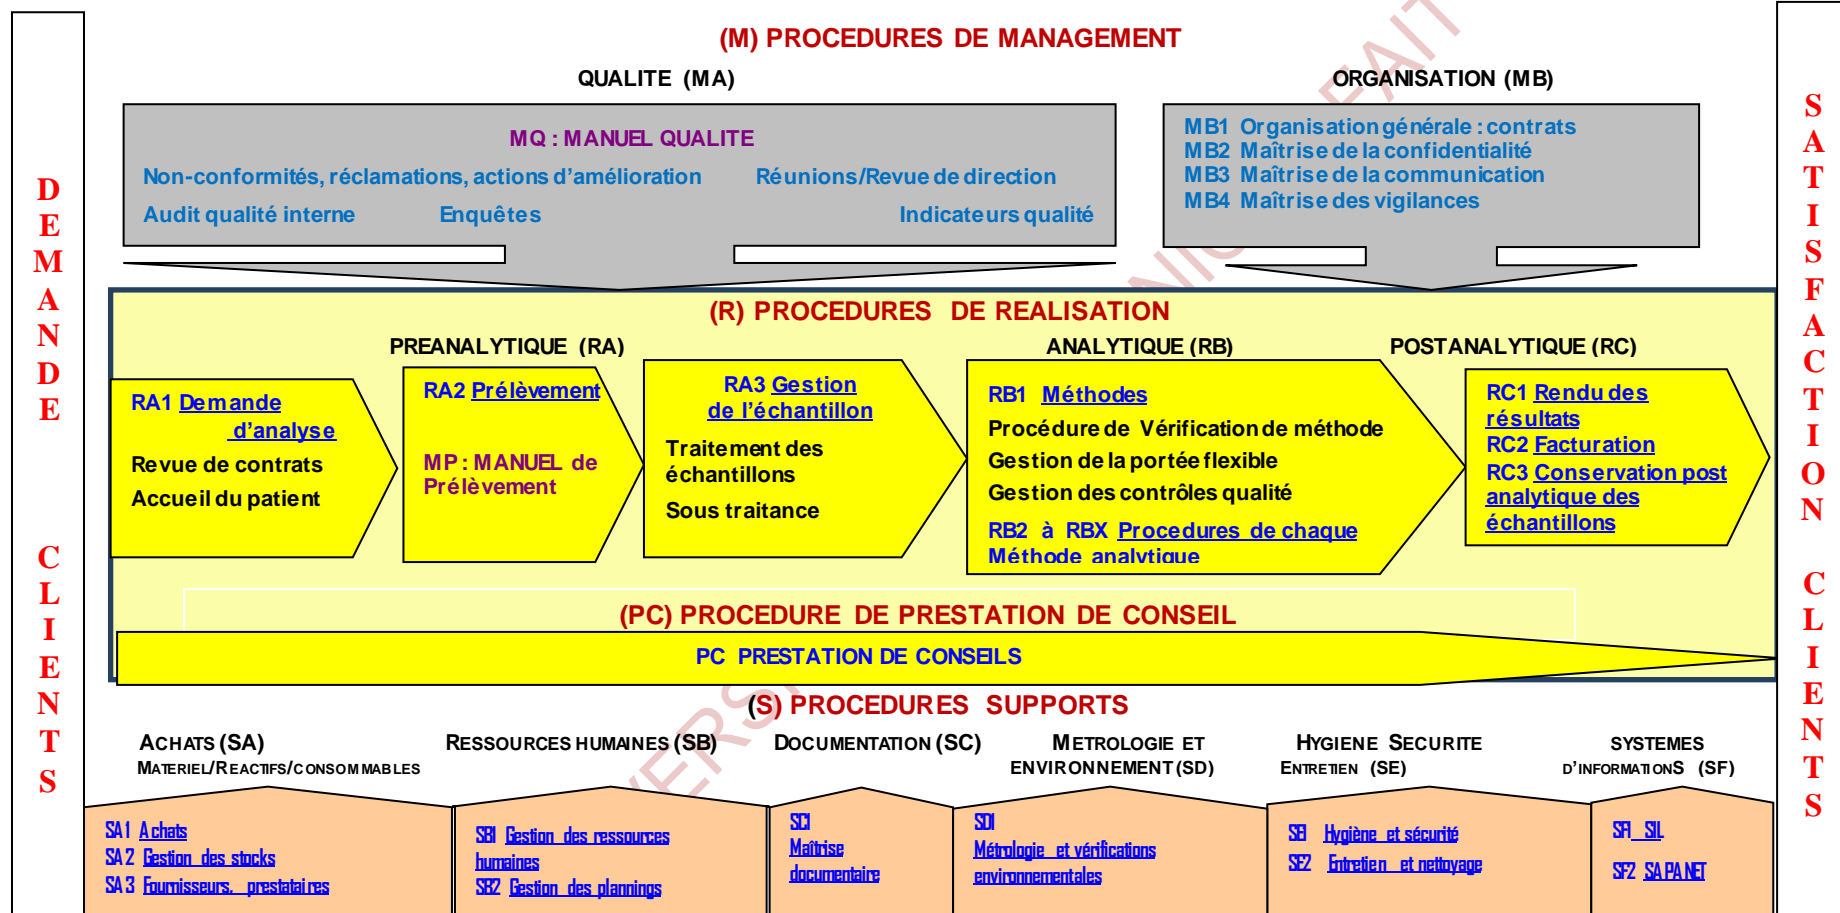 DEMANDE CLIENTS
(M) PROCEDURES DE MANAGEMENT
QUALITE (MA)
MQ : MANUEL QUALITE
Non-conformités, réclamations, actions d'amélioration Réunions/Revue de direction
Audit qualité interne Enquêtes Indicateurs qualité
ORGANISATION (MB)
MB1 Organisation générale : contrats
MB2 Maîtrise de la confidentialité
MB3 Maîtrise de la communication
MB4 Maîtrise des vigilances
(R) PROCEDURES DE REALISATION
PREANALYTIQUE (RA)
RA1 Demande
d'analyse
Revue de contrats
Accueil du patient
RA2 Prélèvement
MP : MANUEL de
Prélèvement
RA3 Gestion
de l'échantillon
Traitement des
échantillons
Sous traitance
ANALYTIQUE (RB)
RB1 Méthodes
Procédure de Vérification de méthode
Gestion de la portée flexible
Gestion des contrôles qualité
RB2 à RBX Procedures de chaque
Méthode analytique
POSTANALYTIQUE (RC)
RC1 Rendu des
résultats
RC2 Facturation
RC3 Conservation post
analytique des
échantillons
(PC) PROCEDURE DE PRESTATION DE CONSEIL
PC PRESTATION DE CONSEILS
(S) PROCEDURES SUPPORTS
ACHATS (SA)
MATERIEL/REACTIFS/CONSOMMABLES
SA1 Achats
SA2 Gestion des stocks
SA3 Fournisseurs, prestataires
RESSOURCES HUMAINES (SB)
SB1 Gestion des ressources
humaines
SB2 Gestion des plannings
DOCUMENTATION (SC)
SC1
Maîtrise
documentaire
METROLOGIE ET
ENVIRONNEMENT (SD)
SD1
Métrologie et vérifications
environnementales
HYGIENE SECURITE
ENTRETIEN (SE)
SE1 Hygiène et sécurité
SE2 Entretien et nettoyage
SYSTEMES
D'INFORMATIONS (SF)
SF1 SIL
SF2 SAPANET
SATISFACTION CLIENTS
FAIT